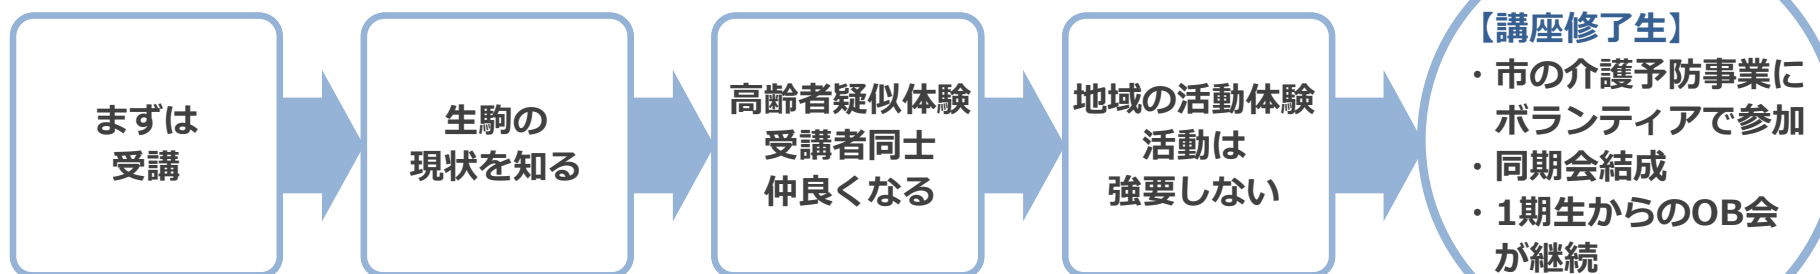 まずは
受講
生駒の
現状を知る
高齢者疑似体験
受講者同士
仲良くなる
地域の活動体験
活動は
強要しない
【講座修了生】
・市の介護予防事業に
ボランティアで参加
・同期会結成
・1期生からのOB会
が継続